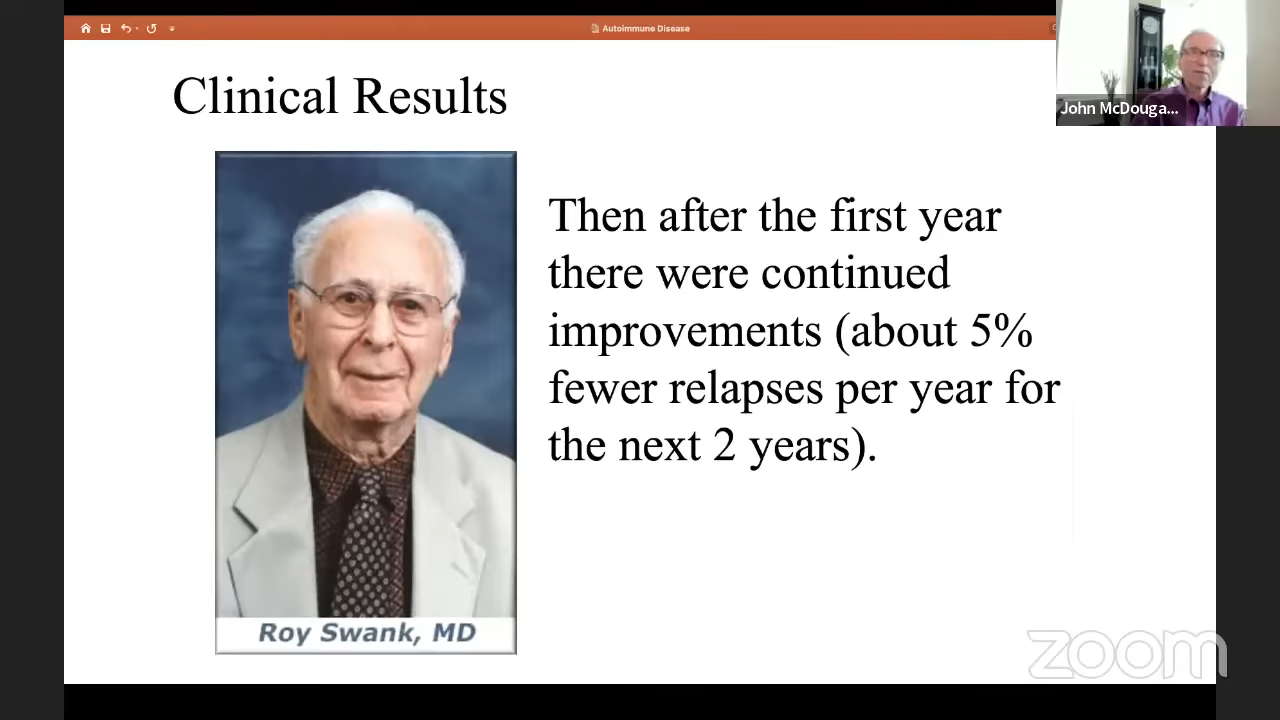 Autoimmune Disease
John McDouga...
Clinical Results
Then after the first year
there were continued
improvements (about 5%
fewer relapses per year for
the next 2 years).
Roy Swank, MD
zoom